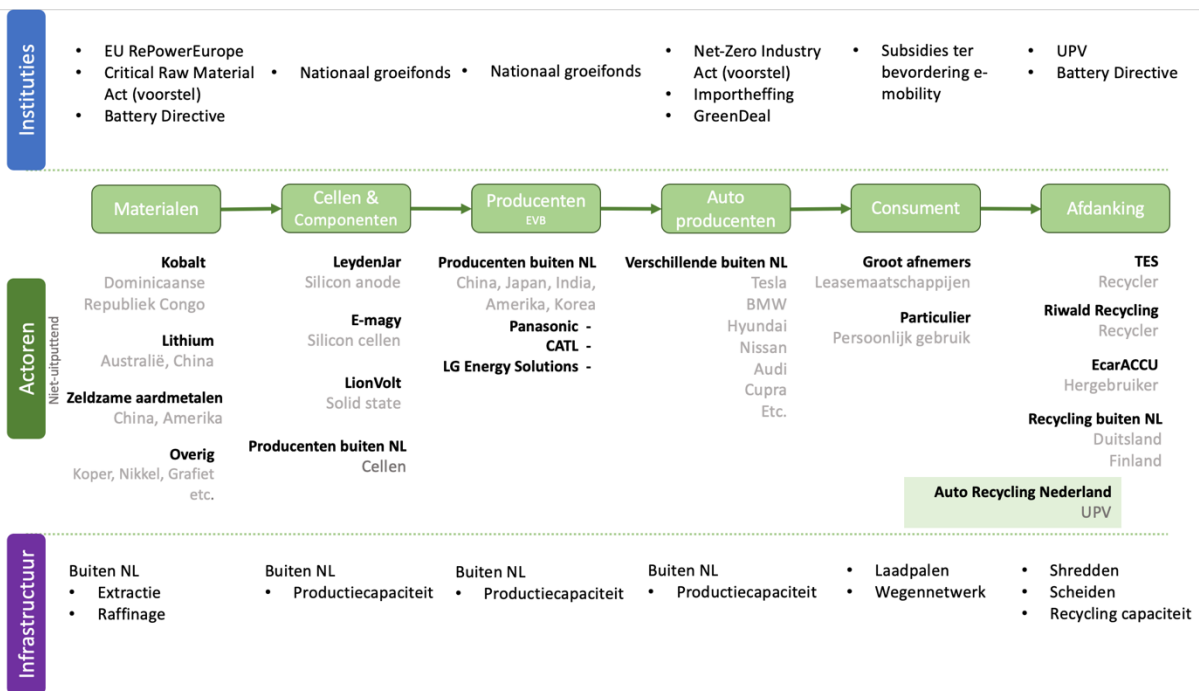 Instituties
• EU RePowerEurope
• Critical Raw Material
Act (voorstel)
• Battery Directive
• Nationaal groeifonds
• Nationaal groeifonds
• Net-Zero Industry
Act (voorstel)
• Importheffing
• GreenDeal
• Subsidies ter
bevordering e-
mobility
• UPV
• Battery Directive
Materialen
Cellen &
Componenten
Producenten
EVB
Auto
producenten
Consument
Afdanking
Actoren
Niet-uitputtend
Kobalt
Dominicaanse
Republiek Congo
Lithium
Australië, China
Zeldzame aardmetalen
China, Amerika
Overig
Koper, Nikkel, Grafiet
etc.
LeydenJar
Silicon anode
E-magy
Silicon cellen
LionVolt
Solid state
Producenten buiten NL
Cellen
Producenten buiten NL
China, Japan, India,
Amerika, Korea
Panasonic -
CATL -
LG Energy Solutions -
Verschillende buiten NL
Tesla
BMW
Hyundai
Nissan
Audi
Cupra
Etc.
Groot afnemers
Leasemaatschappijen
Particulier
Persoonlijk gebruik
TES
Recycler
Riwald Recycling
Recycler
EcarACCU
Hergebruiker
Recycling buiten NL
Duitsland
Finland
Auto Recycling Nederland
UPV
Infrastructuur
Buiten NL
• Extractie
• Raffinage
Buiten NL
• Productiecapaciteit
Buiten NL
• Productiecapaciteit
Buiten NL
• Productiecapaciteit
• Laadpalen
• Wegennetwerk
• Shredden
• Scheiden
• Recycling capaciteit